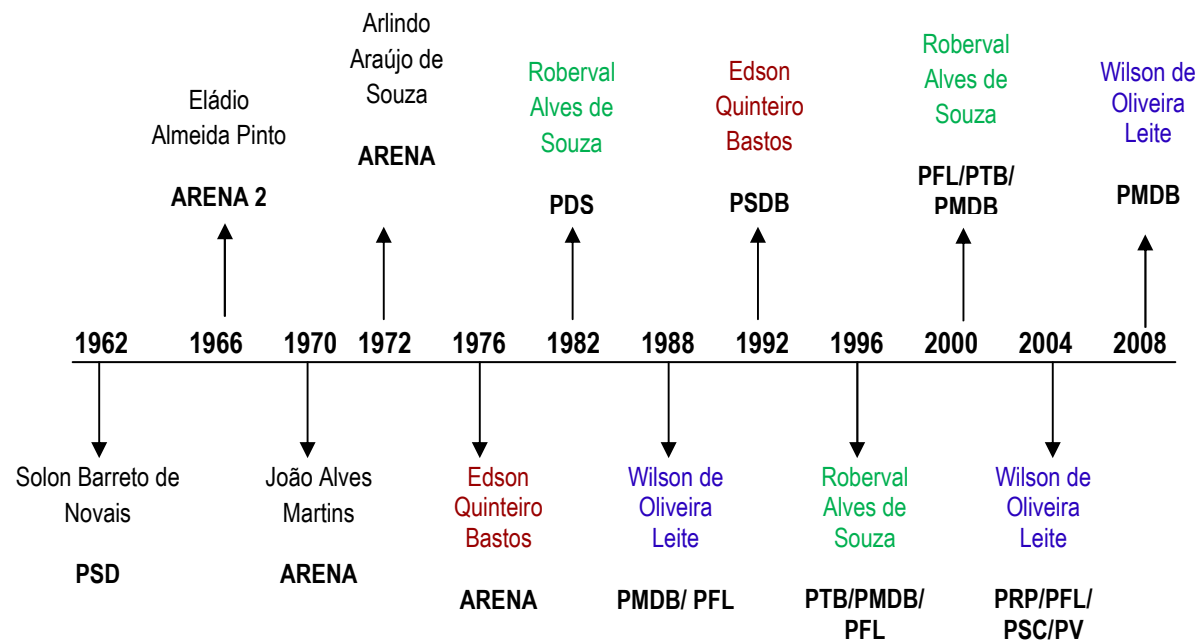 Eládio
Almeida Pinto
ARENA 2
Arlindo
Araújo de
Souza
ARENA
Roberval
Alves de
Souza
PDS
Edson
Quinteiro
Bastos
PSDB
Roberval
Alves de
Souza
PFL/PTB/
PMDB
Wilson de
Oliveira
Leite
PMDB
1962 1966 1970 1972 1976 1982 1988 1992 1996 2000 2004 2008
Solon Barreto de
Novais
PSD
João Alves
Martins
ARENA
Edson
Quinteiro
Bastos
ARENA
Wilson de
Oliveira
Leite
PMDB/ PFL
Roberval
Alves de
Souza
PTB/PMDB/
PFL
Wilson de
Oliveira
Leite
PRP/PFL/
PSC/PV